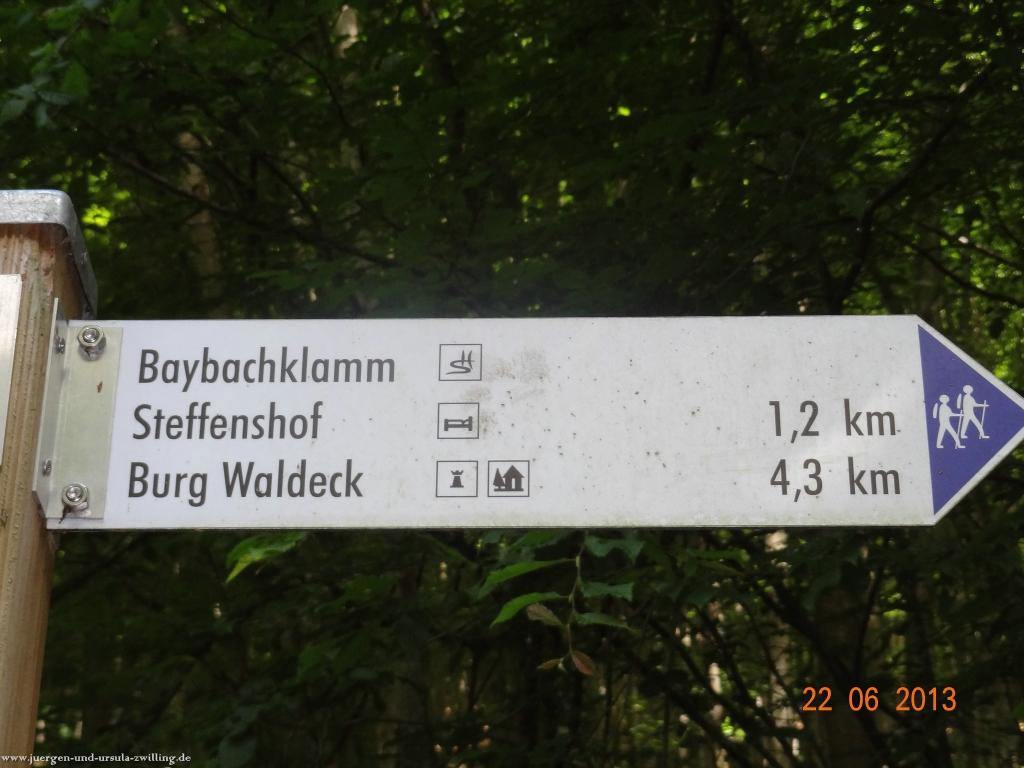 Baybachklamm
Steffenshof 1,2 km
Burg Waldeck 4,3 km
22 06 2013
www.juergen-und-ursula-zwilling.de